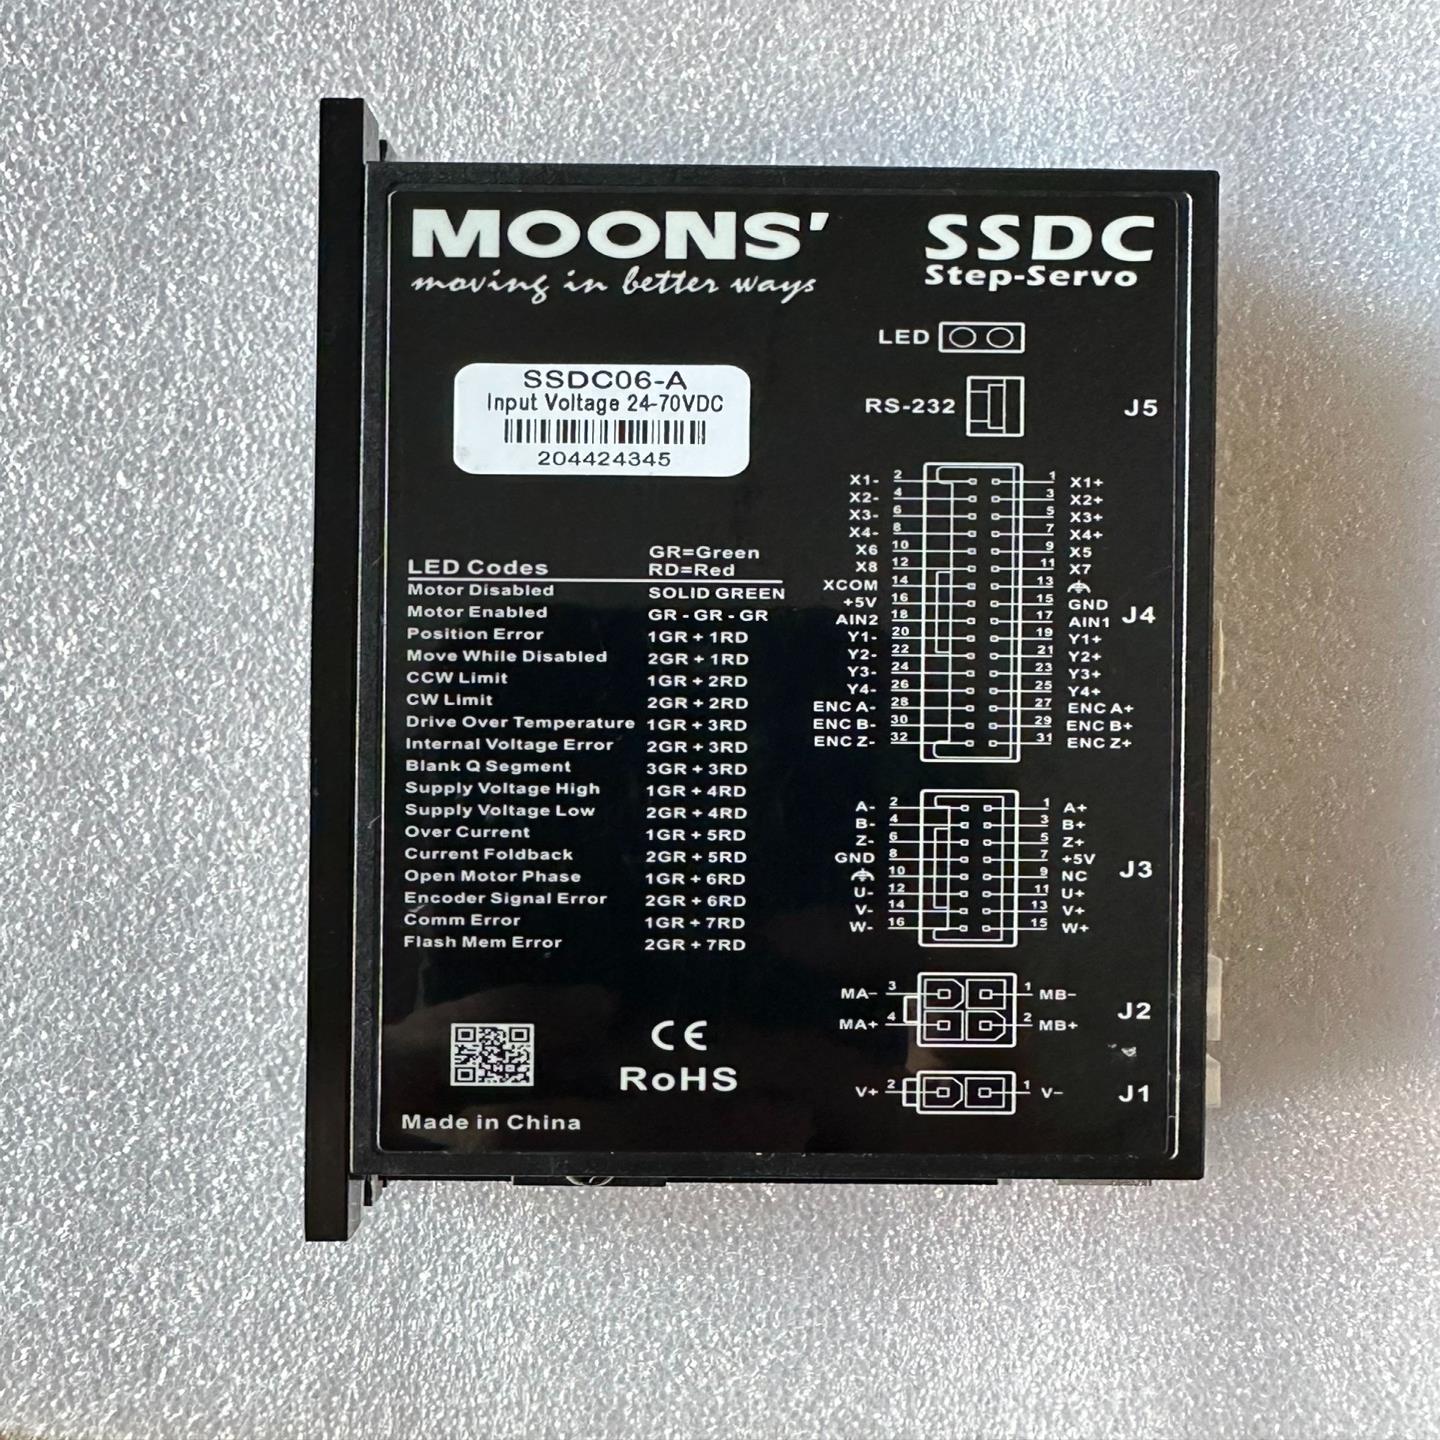 MOONS'
moving in better ways
SSDC
Step-Servo
SSDC06-A
Input Voltage 24-70VDC
204424345
LED Codes GR=Green RD=Red
Motor Disabled SOLID GREEN
Motor Enabled GR - GR - GR
Position Error 1GR + 1RD
Move While Disabled 2GR + 1RD
CCW Limit 1GR + 2RD
CW Limit 2GR + 2RD
Drive Over Temperature 1GR + 3RD
Internal Voltage Error 2GR + 3RD
Blank Q Segment 3GR + 3RD
Supply Voltage High 1GR + 4RD
Supply Voltage Low 2GR + 4RD
Over Current 1GR + 5RD
Current Foldback 2GR + 5RD
Open Motor Phase 1GR + 6RD
Encoder Signal Error 2GR + 6RD
Comm Error 1GR + 7RD
Flash Mem Error 2GR + 7RD
CE
RoHS
Made in China
LED
RS-232 J5
X1- 2 1 X1+
X2- 4 3 X2+
X3- 6 5 X3+
X4- 8 7 X4+
X6 10 9 X5
X8 12 11 X7
XCOM 14 13
+5V 16 15 GND
AIN2 18 17 AIN1
J4
Y1- 20 19 Y1+
Y2- 22 21 Y2+
Y3- 24 23 Y3+
Y4- 26 25 Y4+
ENC A- 28 27 ENC A+
ENC B- 30 29 ENC B+
ENC Z- 32 31 ENC Z+
A- 2 1 A+
B- 4 3 B+
Z- 6 5 Z+
GND 8 7 +5V
J3
10 9 NC
U- 12 11 U+
V- 14 13 V+
W- 16 15 W+
MA- 3 1 MB-
J2
MA+ 4 2 MB+
V+ 2 1 V- J1